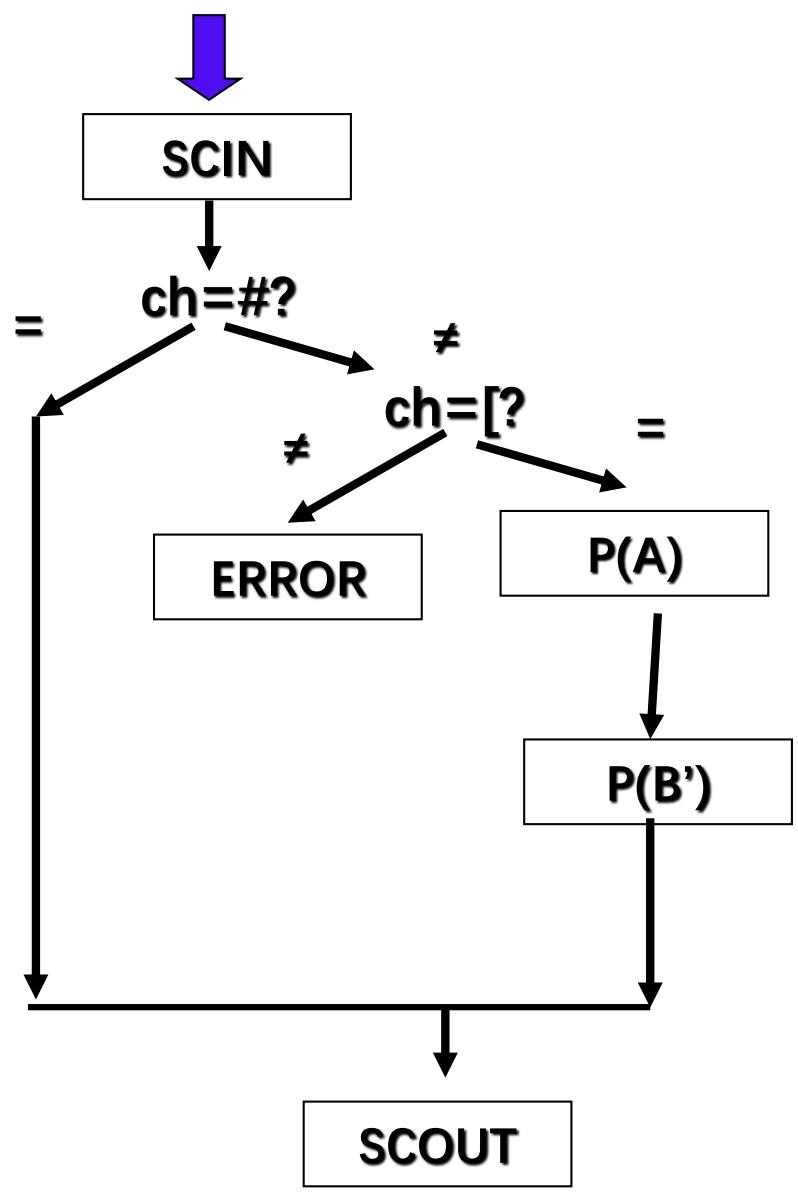 SCIN
ch=#?
=
≠
ch=[?
≠
=
ERROR
P(A)
P(B’)
SCOUT